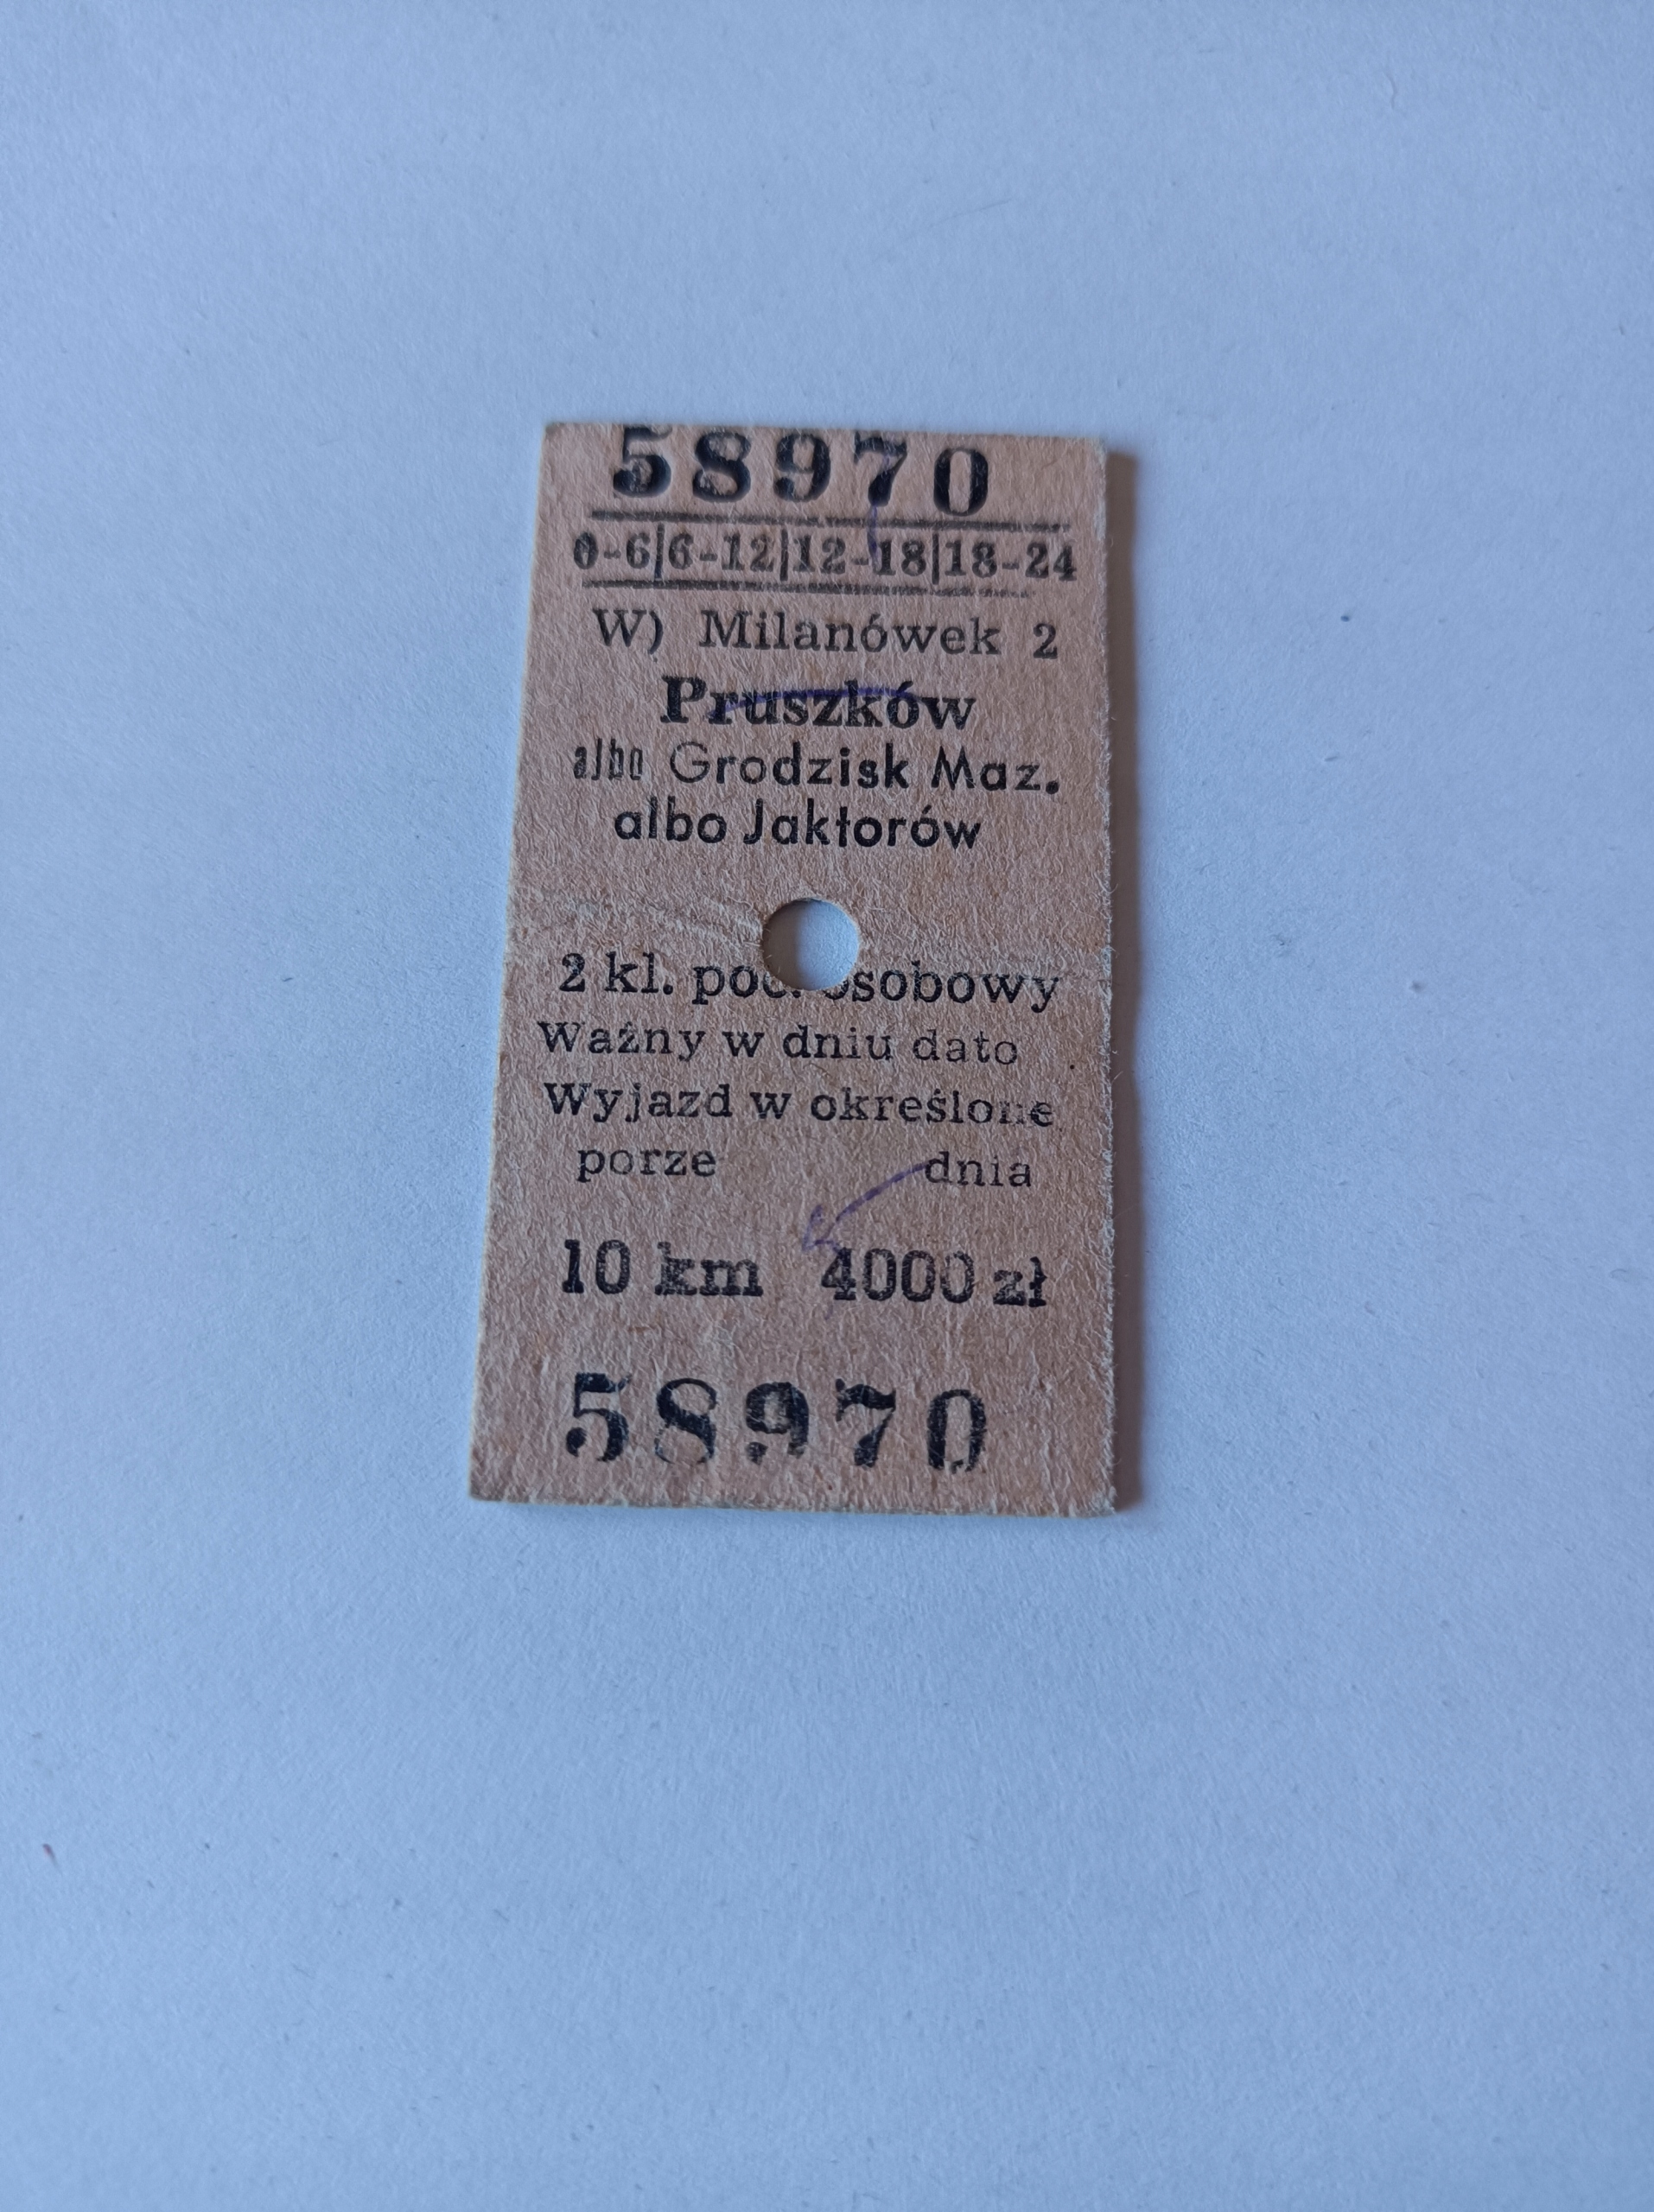 58970
0-6|6-12|12-18|18-24
W) Milanówek 2
Pruszków
albo Grodzisk Maz.
albo Jaktorów
2 kl. poc. osobowy
Ważny w dniu dato
Wyjazd w określone
porze dnia
10 km 4000 zł
58970